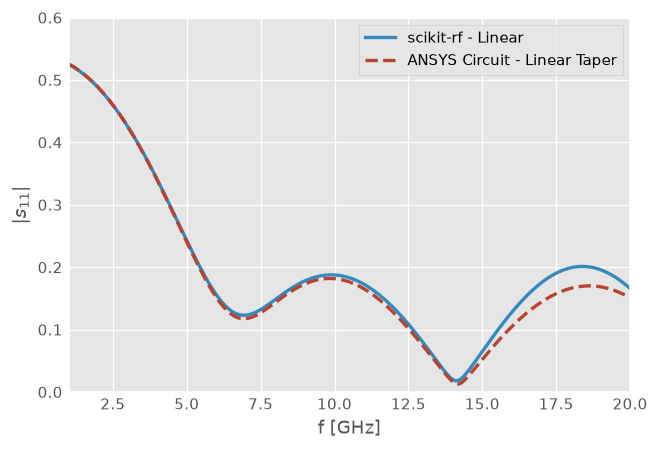 0.6
0.5
0.4
0.3
0.2
0.1
0.0
|s₁₁|
scikit-rf - Linear
ANSYS Circuit - Linear Taper
2.5 5.0 7.5 10.0 12.5 15.0 17.5 20.0
f [GHz]